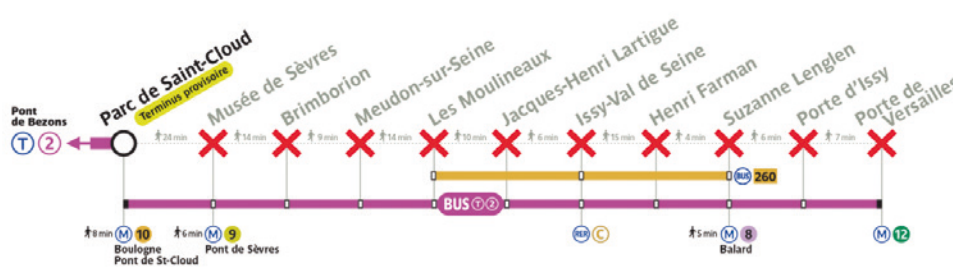 Parc de Saint-Cloud
Terminus provisoire
Musée de Sèvres
Brimborion
Meudon-sur-Seine
Les Moulineaux
Jacques-Henri Lartigue
Issy-Val de Seine
Henri Farman
Suzanne Lenglen
Porte d'Issy
Porte de
Versailles
Pont
de Bezons
T 2
24 min
14 min
9 min
14 min
10 min
6 min
15 min
4 min
6 min
7 min
BUS 260
BUS T 2
8 min M 10
Boulogne
Pont de St-Cloud
6 min M 9
Pont de Sèvres
RER C
5 min M 8
Balard
M 12